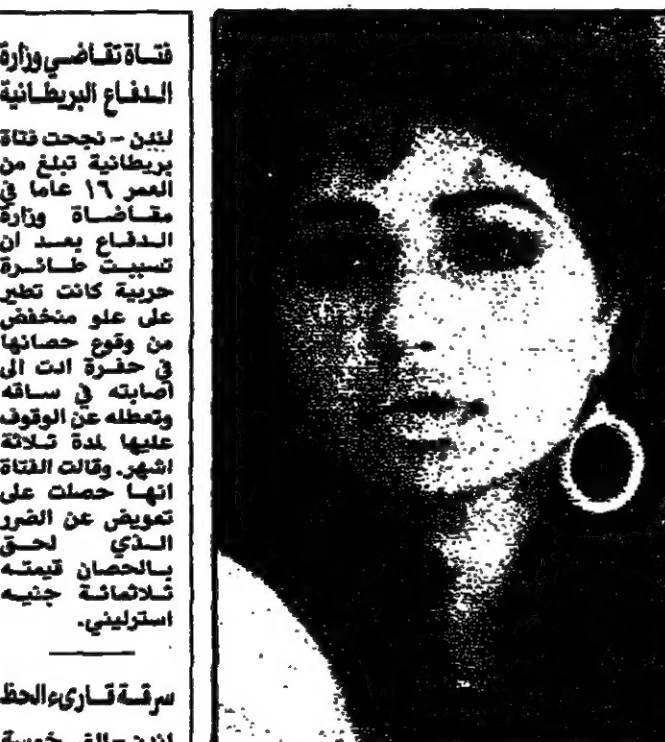 فتاة تقاضي وزارة
الدفاع البريطانية
لندن - نجحت فتاة
بريطانية تبلغ من
العمر ١٦ عاما في
مقاضاة وزارة
الدفاع بعد ان
تسببت طائرة
حربية كانت تطير
على علو منخفض
من وقوع حصانها
في حفرة ادت الى
اصابته في ساقه
وتعطله عن الوقوف
عليها لمدة ثلاثة
اشهر. وقالت الفتاة
انها حصلت على
تعويض عن الضرر
الذي لحق
بالحصان قيمته
ثلاثمائة جنيه
استرليني.
سرقة قارىء الحظ
لندن -